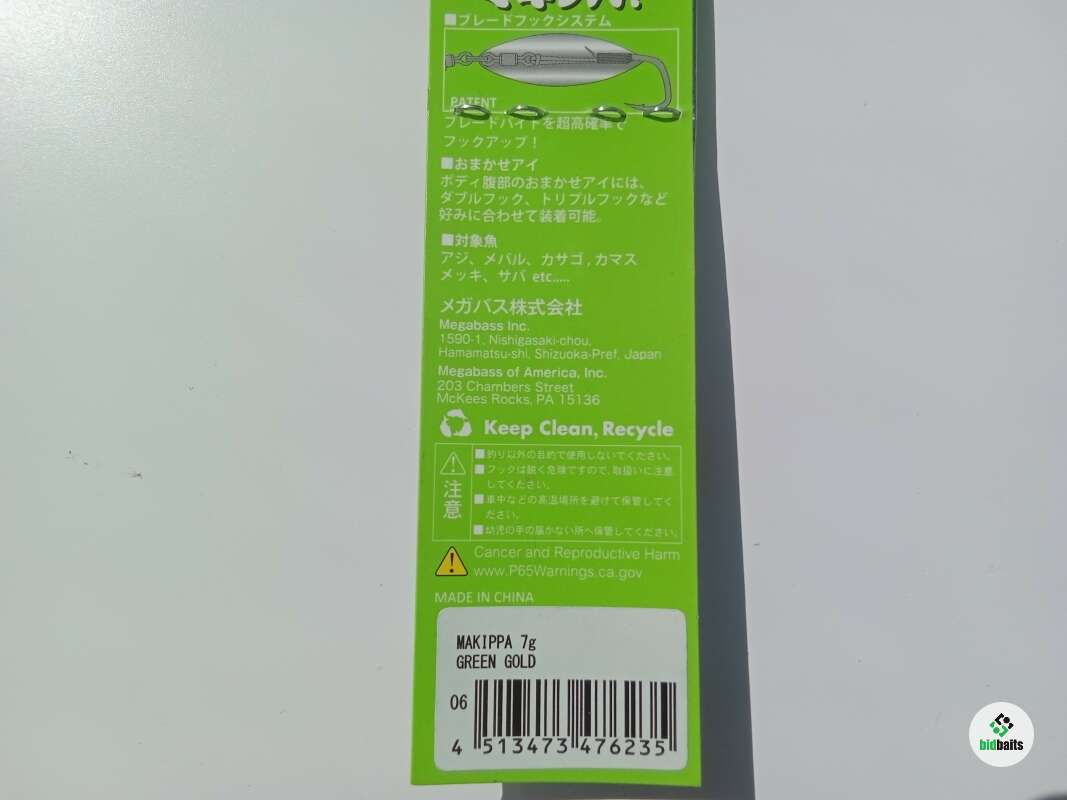 ■ブレードフックシステム
PATENT
ブレードバイトを超高確率で
フックアップ！
■おまかせアイ
ボディ腹部のおまかせアイには、
ダブルフック、トリプルフックなど
好みに合わせて装着可能。
■対象魚
アジ、メバル、カサゴ,カマス
メッキ、サバ etc.....
メガバス株式会社
Megabass Inc.
1590-1, Nishigasaki-chou,
Hamamatsu-shi, Shizuoka-Pref, Japan
Megabass of America, Inc.
203 Chambers Street
McKees Rocks, PA 15136
Keep Clean, Recycle
注意
■釣り以外の目的で使用しないでください。
■フックは鋭く危険ですので、取扱いに注意
してください。
■車中などの高温場所を避けて保管してく
ださい。
■幼児の手の届かない所へ保管してください。
Cancer and Reproductive Harm
www.P65Warnings.ca.gov
MADE IN CHINA
MAKIPPA 7g
GREEN GOLD
06
4 513473 476235
bidbaits